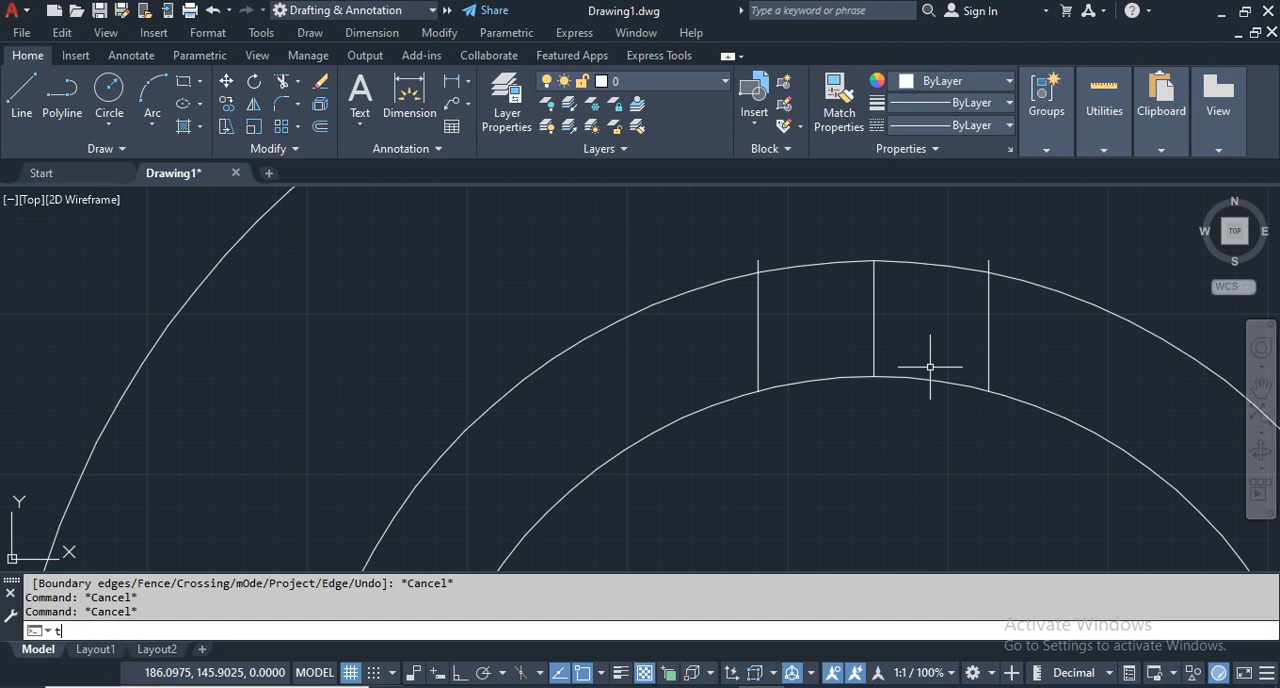 Drafting & Annotation
Share
Drawing1.dwg
Type a keyword or phrase
Sign In
File Edit View Insert Format Tools Draw Dimension Modify Parametric Express Window Help
Home Insert Annotate Parametric View Manage Output Add-ins Collaborate Featured Apps Express Tools
0
ByLayer
ByLayer
ByLayer
Line Polyline Circle Arc
Text Dimension
Layer
Properties
Insert
Match
Properties
Groups Utilities Clipboard View
Draw Modify Annotation Layers Block Properties
Start Drawing1*
[−][Top][2D Wireframe]
N
W TOP E
S
WCS
Y
X
[Boundary edges/Fence/Crossing/mOde/Project/Edge/Undo]: *Cancel*
Command: *Cancel*
Command: *Cancel*
t
Activate Windows
Go to Settings to activate Windows.
Model Layout1 Layout2
186.0975, 145.9025, 0.0000 MODEL 1:1 / 100% Decimal